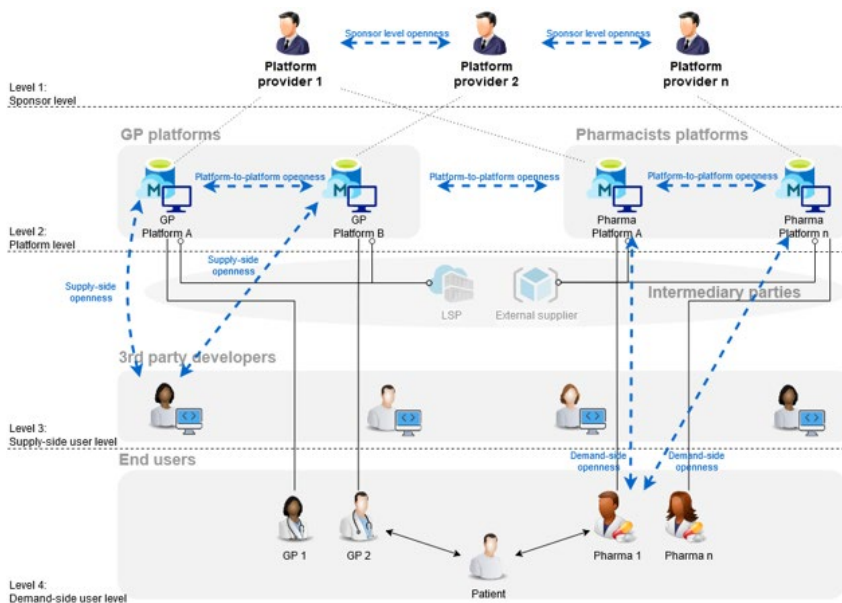 Sponsor level openness
Sponsor level openness
Platform
provider 1
Platform
provider 2
Platform
provider n
Level 1:
Sponsor level
GP platforms
Pharmacists platforms
M
M
M
M
Platform-to-platform openness
Platform-to-platform openness
Platform-to-platform openness
GP
Platform A
GP
Platform B
Pharma
Platform A
Pharma
Platform n
Level 2:
Platform level
Supply-side
openness
Supply-side
openness
LSP
External supplier
Intermediary parties
3rd party developers
Level 3:
Supply-side user level
End users
Demand-side
openness
Demand-side
openness
GP 1
GP 2
Pharma 1
Pharma n
Patient
Level 4:
Demand-side user level